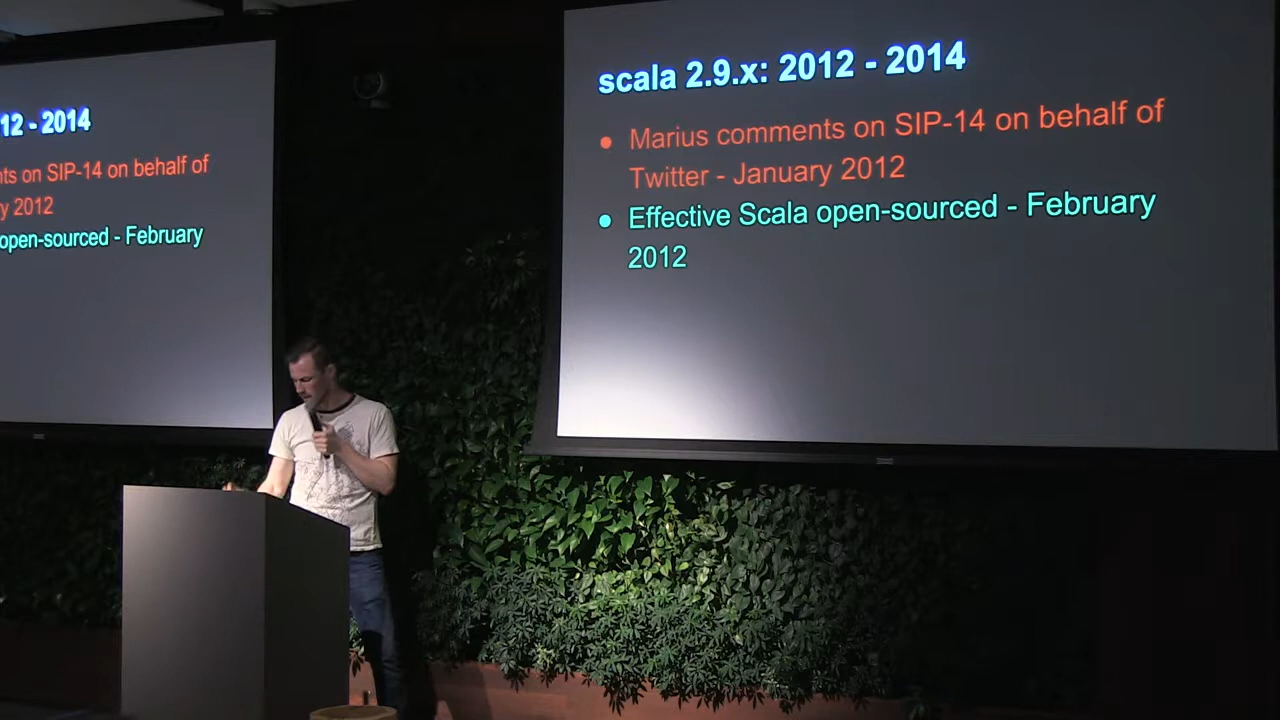 12 - 2014
nts on SIP-14 on behalf of
y 2012
open-sourced - February
scala 2.9.x: 2012 - 2014
• Marius comments on SIP-14 on behalf of
Twitter - January 2012
• Effective Scala open-sourced - February
2012